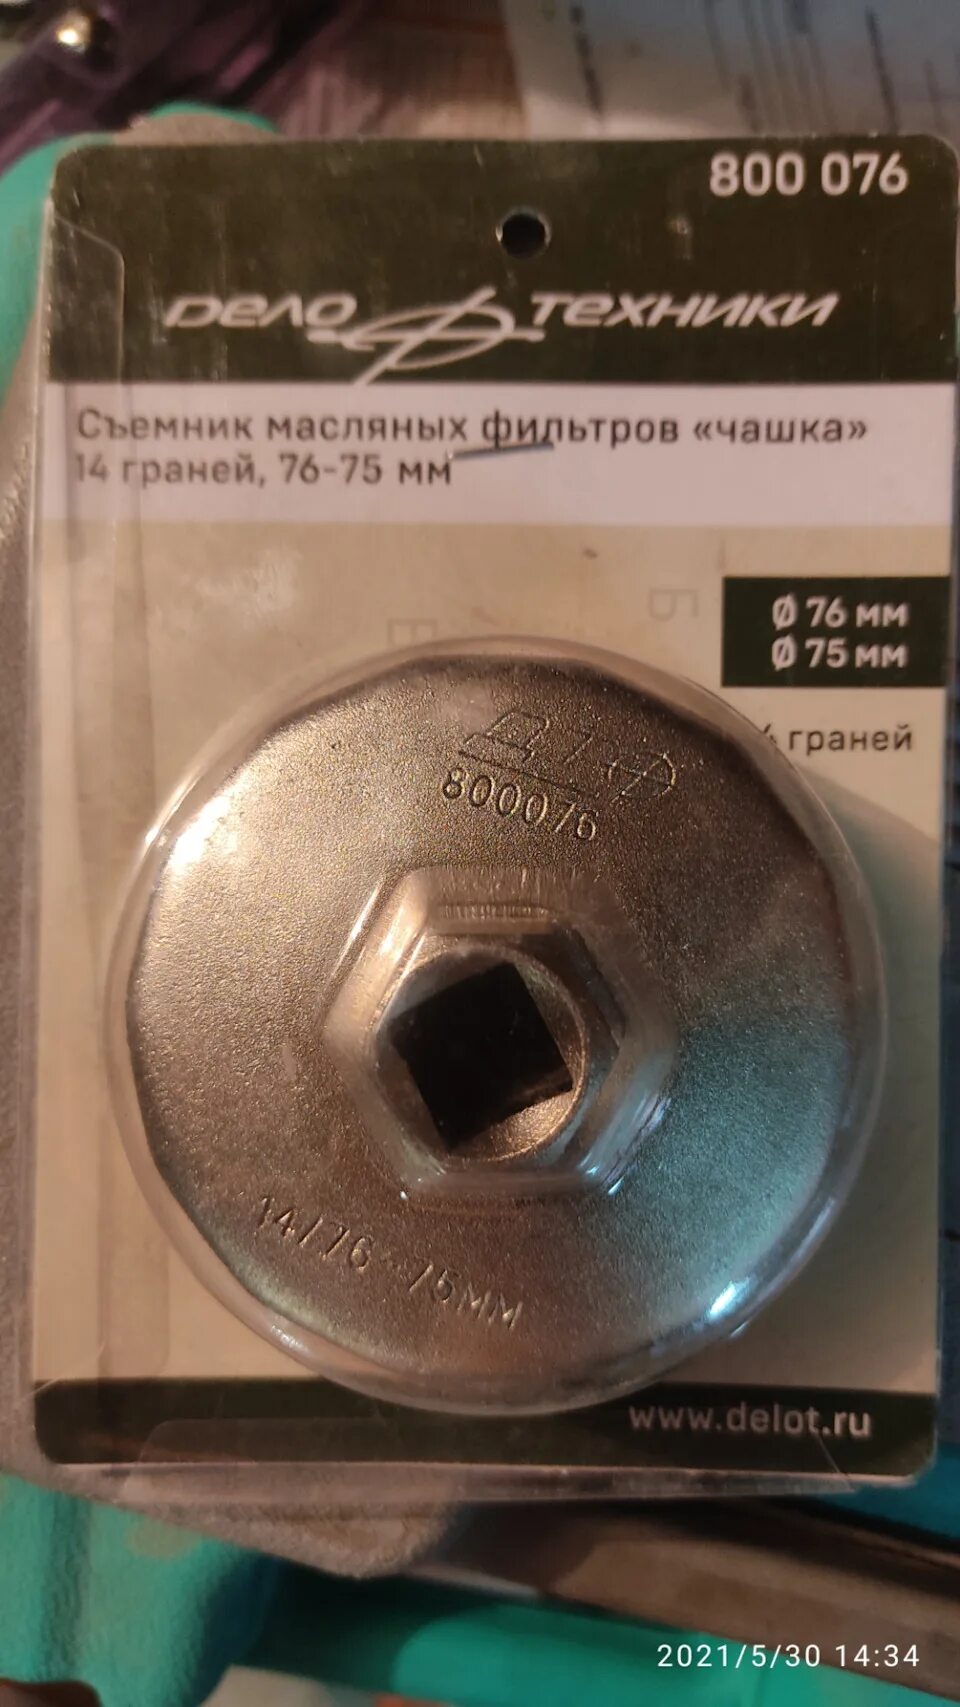 800 076
Дело Техники
Съемник масляных фильтров «чашка»
14 граней, 76-75 мм
Ø 76 мм
Ø 75 мм
граней
800076
14/76-75мм
www.delot.ru
2021/5/30 14:34